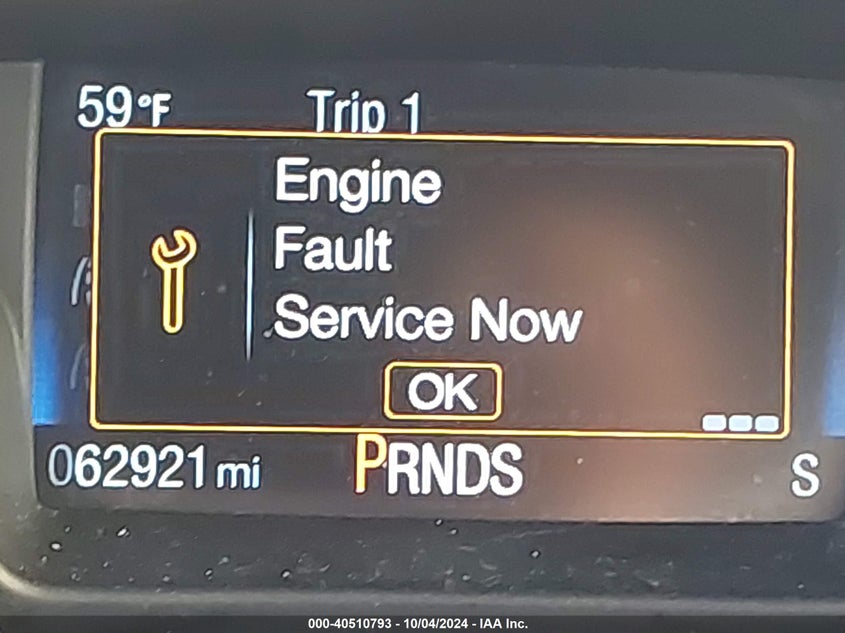 59°F Trip 1
Engine
Fault
Service Now
OK
062921 mi PRNDS S
000-40510793 - 10/04/2024 - IAA Inc.